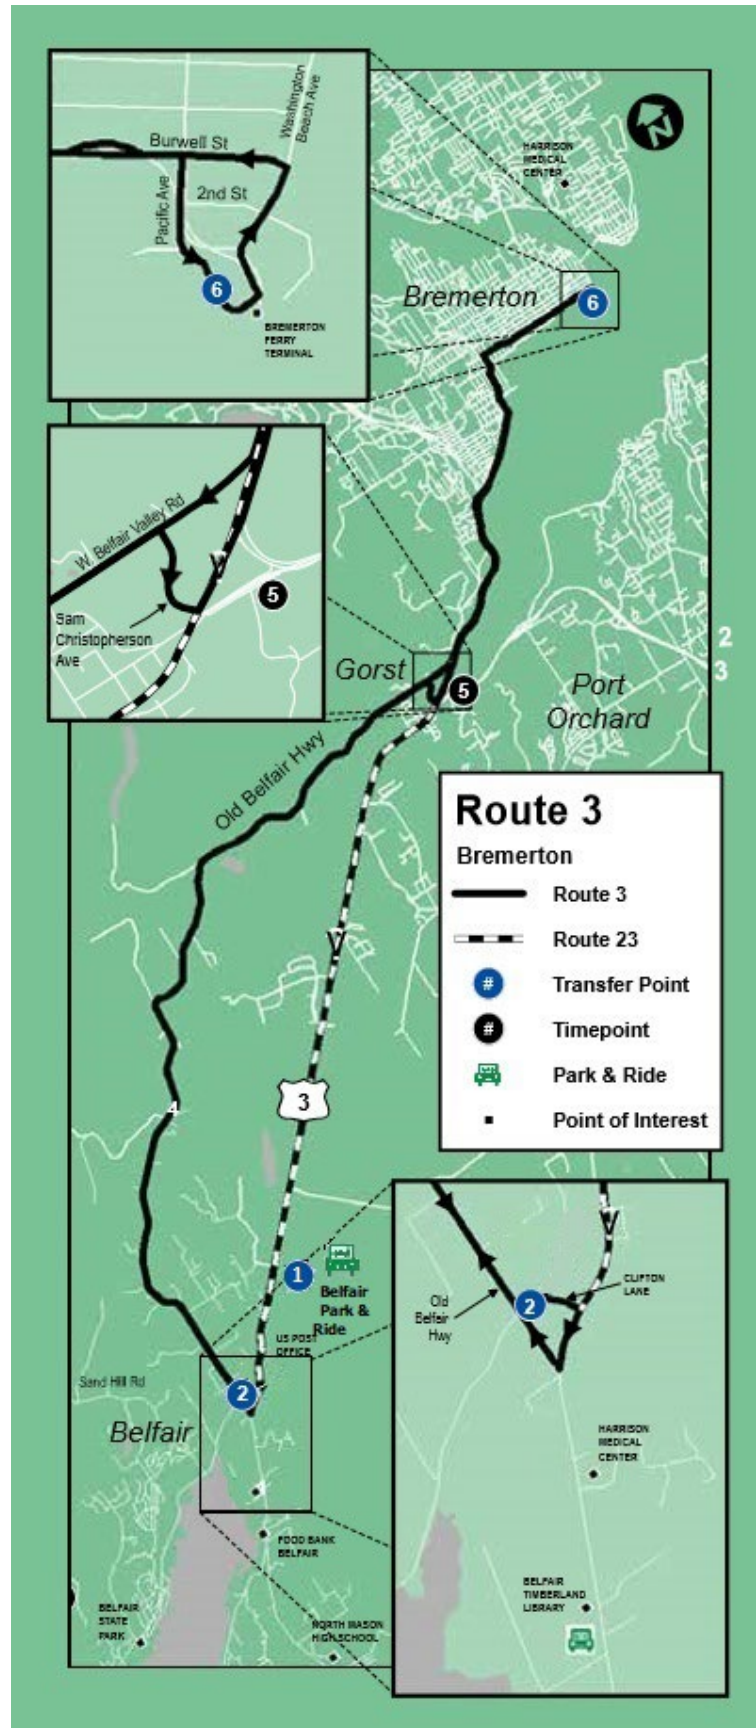 Burwell St
Washington
Beach Ave
Pacific Ave
2nd St
6
BREMERTON
FERRY
TERMINAL
N
HARRISON
MEDICAL
CENTER
Bremerton
6
W. Belfair Valley Rd
V
5
Sam
Christopherson
Ave
Gorst
5
Port
Orchard
2
3
Old Belfair Hwy
Route 3
Bremerton
Route 3
Route 23
# Transfer Point
# Timepoint
Park & Ride
Point of Interest
V
3
4
1
Belfair
Park &
Ride
US POST
OFFICE
Sand Hill Rd
2
Belfair
FOOD BANK
BELFAIR
BELFAIR
STATE
PARK
NORTH MASON
HIGH SCHOOL
V
CLIFTON
LANE
2
Old
Belfair
Hwy
HARRISON
MEDICAL
CENTER
BELFAIR
TIMBERLAND
LIBRARY